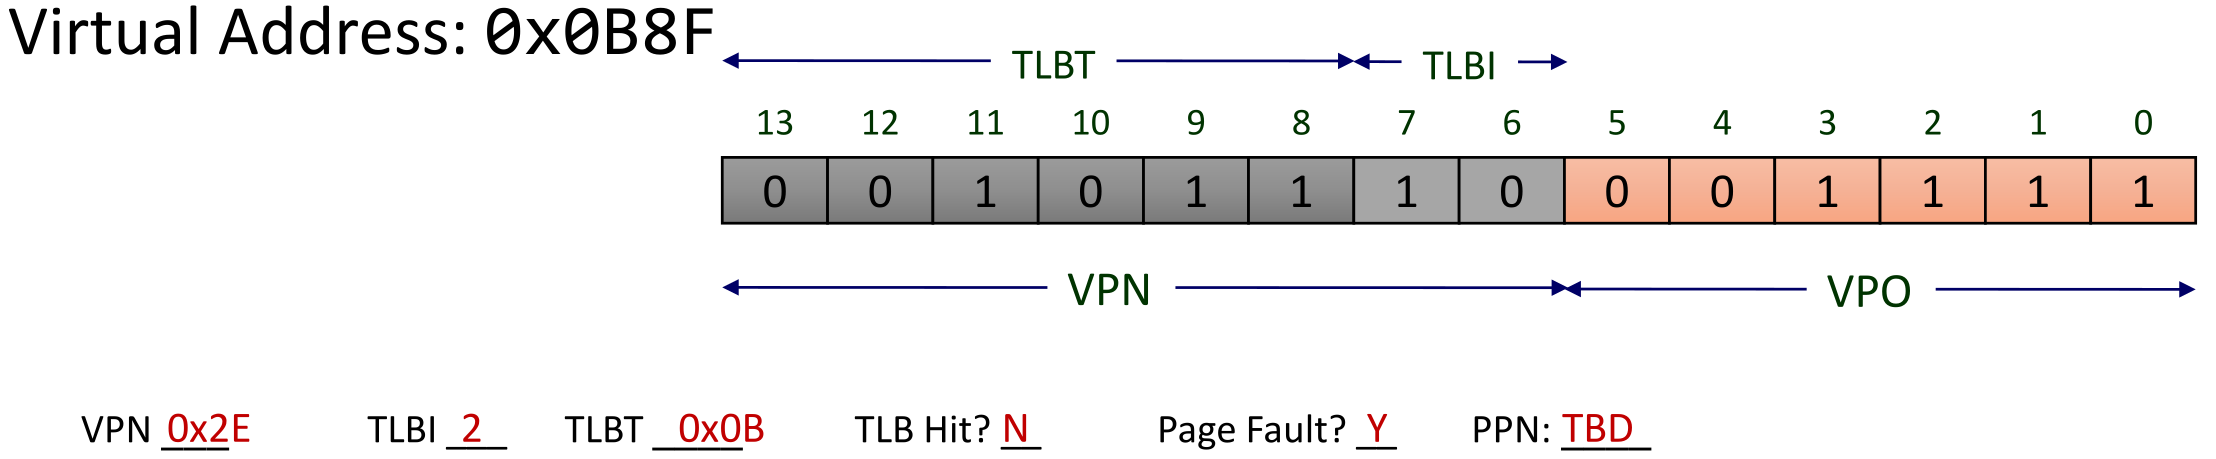 Virtual Address: 0x0B8F
TLBT TLBI
13 12 11 10 9 8 7 6 5 4 3 2 1 0
0 0 1 0 1 1 1 0 0 0 1 1 1 1
VPN VPO
VPN 0x2E TLBI 2 TLBT 0x0B TLB Hit? N Page Fault? Y PPN: TBD